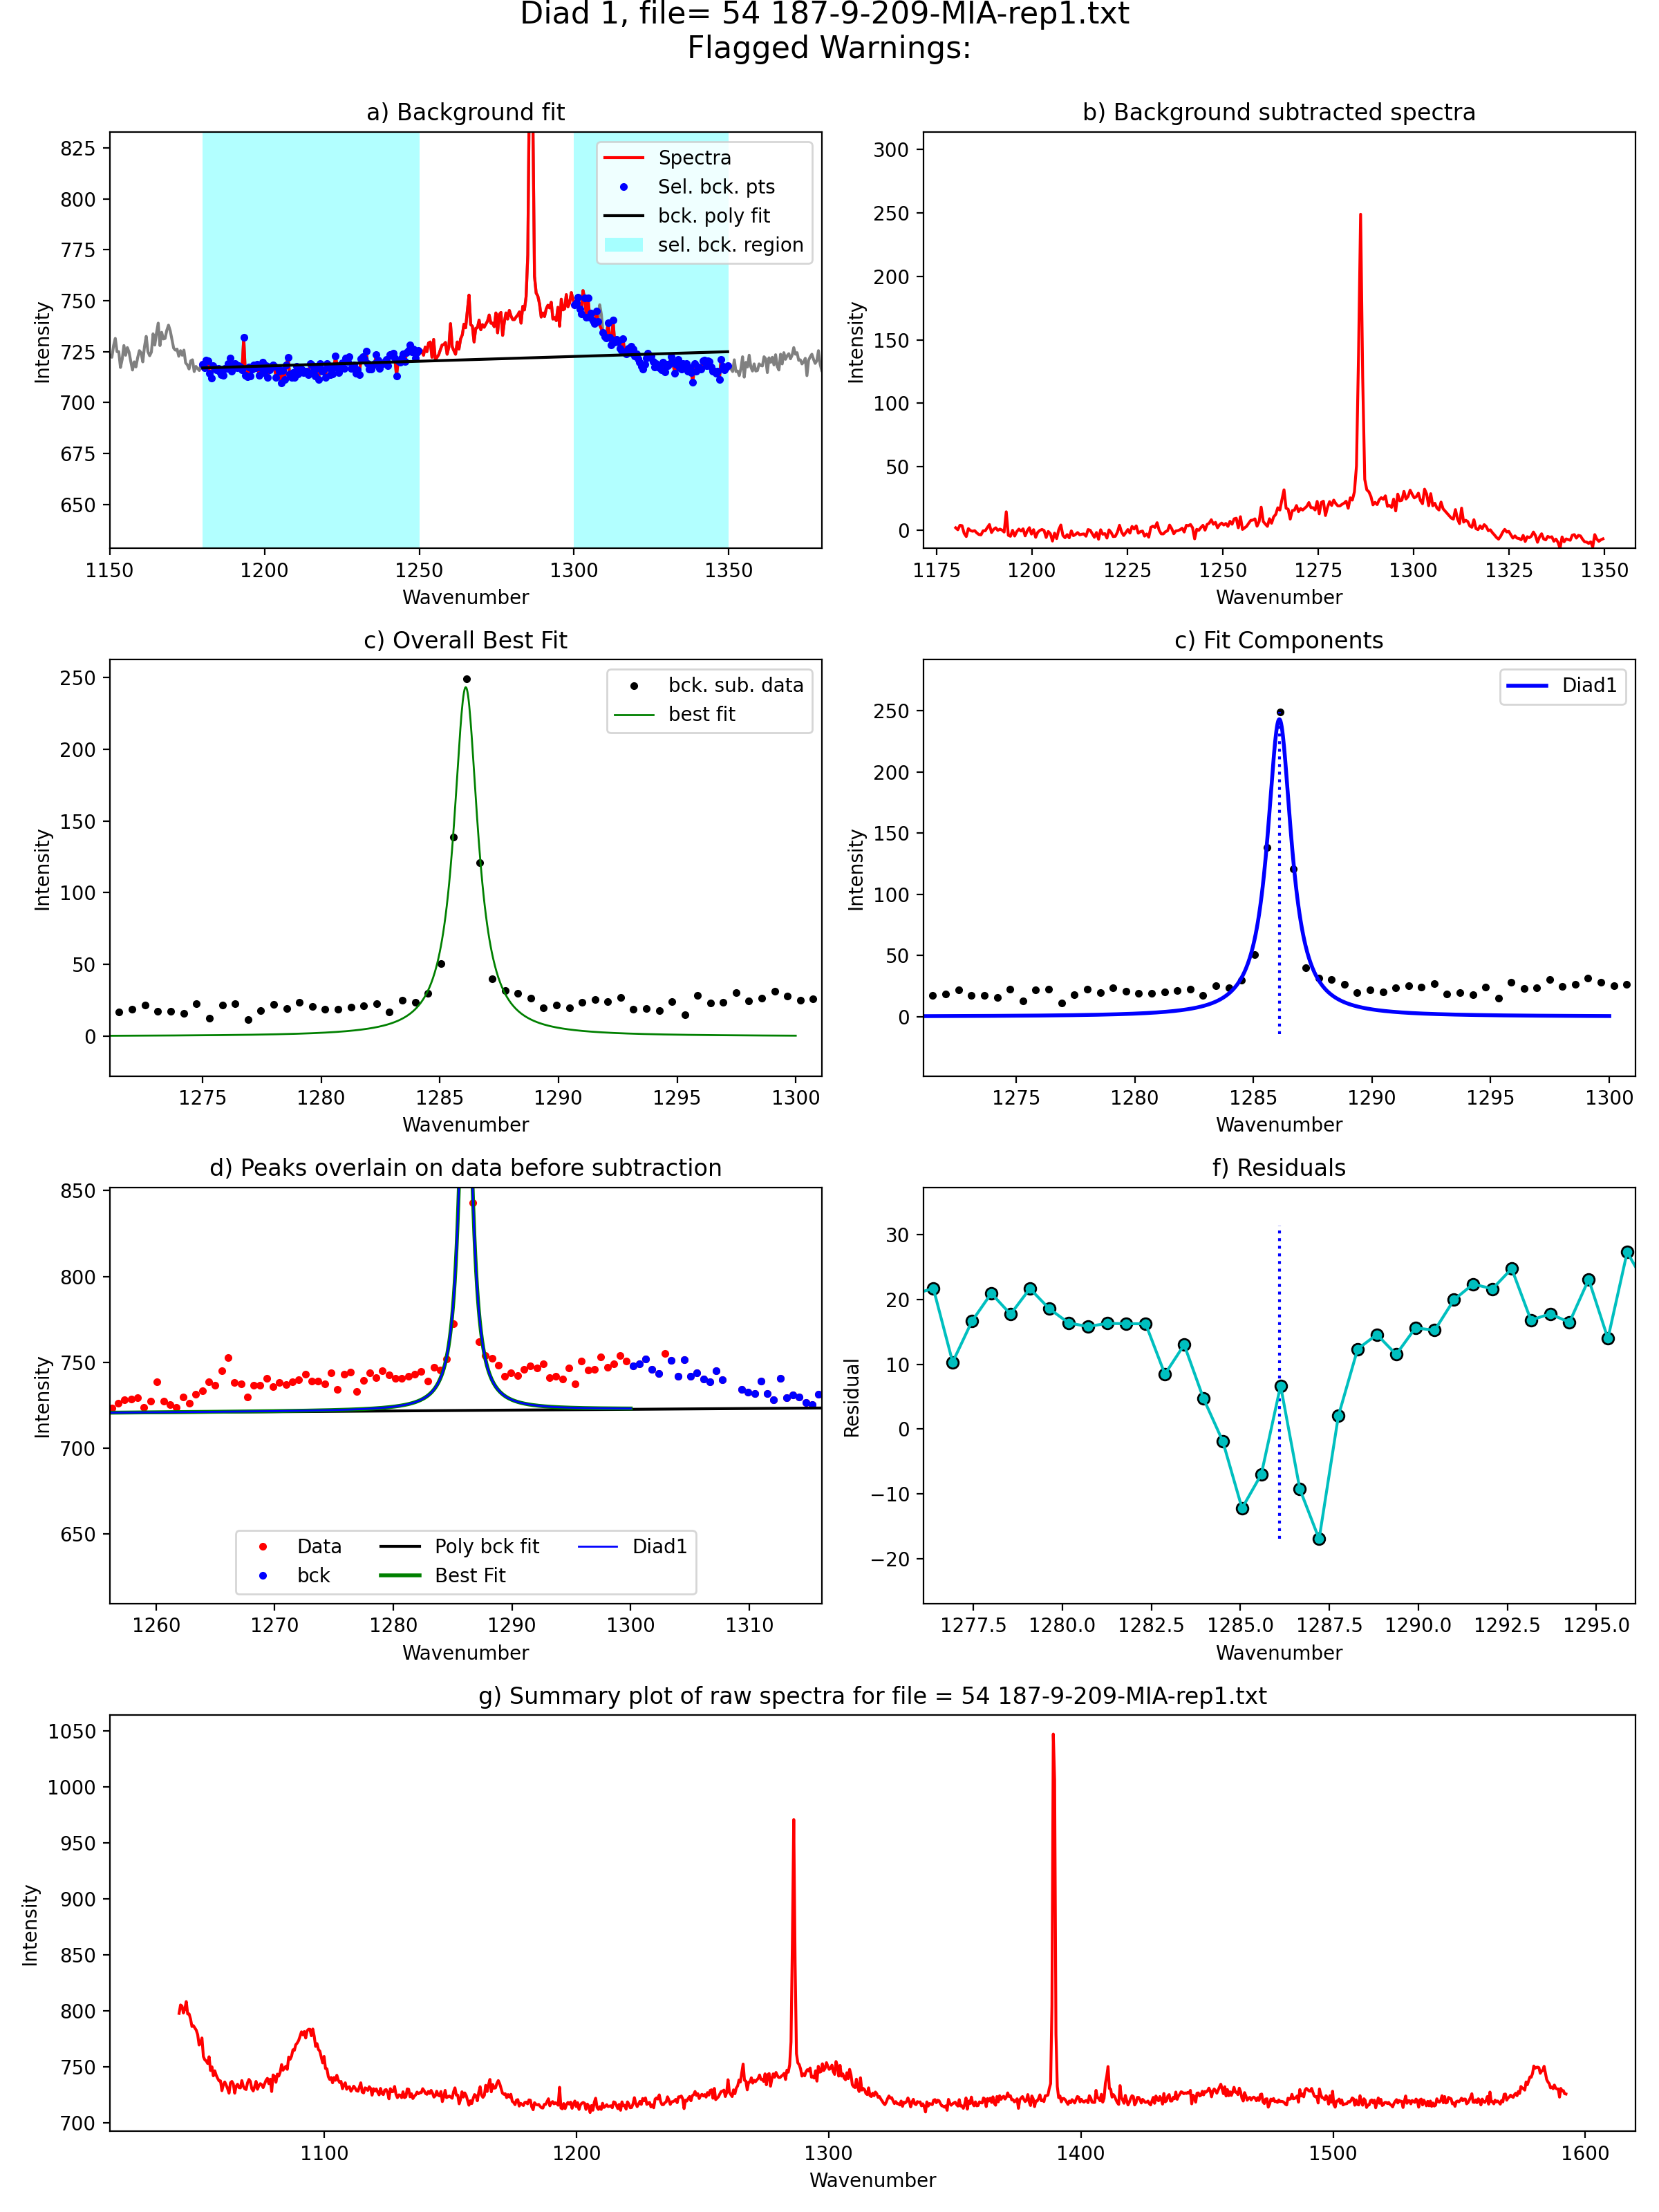 Diad 1, file= 54 187-9-209-MIA-rep1.txt
Flagged Warnings:
a) Background fit
Intensity
825
800
775
750
725
700
675
650
Spectra
Sel. bck. pts
bck. poly fit
sel. bck. region
1150 1200 1250 1300 1350
Wavenumber
b) Background subtracted spectra
Intensity
300
250
200
150
100
50
0
1175 1200 1225 1250 1275 1300 1325 1350
Wavenumber
c) Overall Best Fit
Intensity
250
200
150
100
50
0
bck. sub. data
best fit
1275 1280 1285 1290 1295 1300
Wavenumber
c) Fit Components
Intensity
250
200
150
100
50
0
Diad1
1275 1280 1285 1290 1295 1300
Wavenumber
d) Peaks overlain on data before subtraction
Intensity
850
800
750
700
650
Data Poly bck fit Diad1
bck Best Fit
1260 1270 1280 1290 1300 1310
Wavenumber
f) Residuals
Residual
30
20
10
0
−10
−20
1277.5 1280.0 1282.5 1285.0 1287.5 1290.0 1292.5 1295.0
Wavenumber
g) Summary plot of raw spectra for file = 54 187-9-209-MIA-rep1.txt
Intensity
1050
1000
950
900
850
800
750
700
1100 1200 1300 1400 1500 1600
Wavenumber